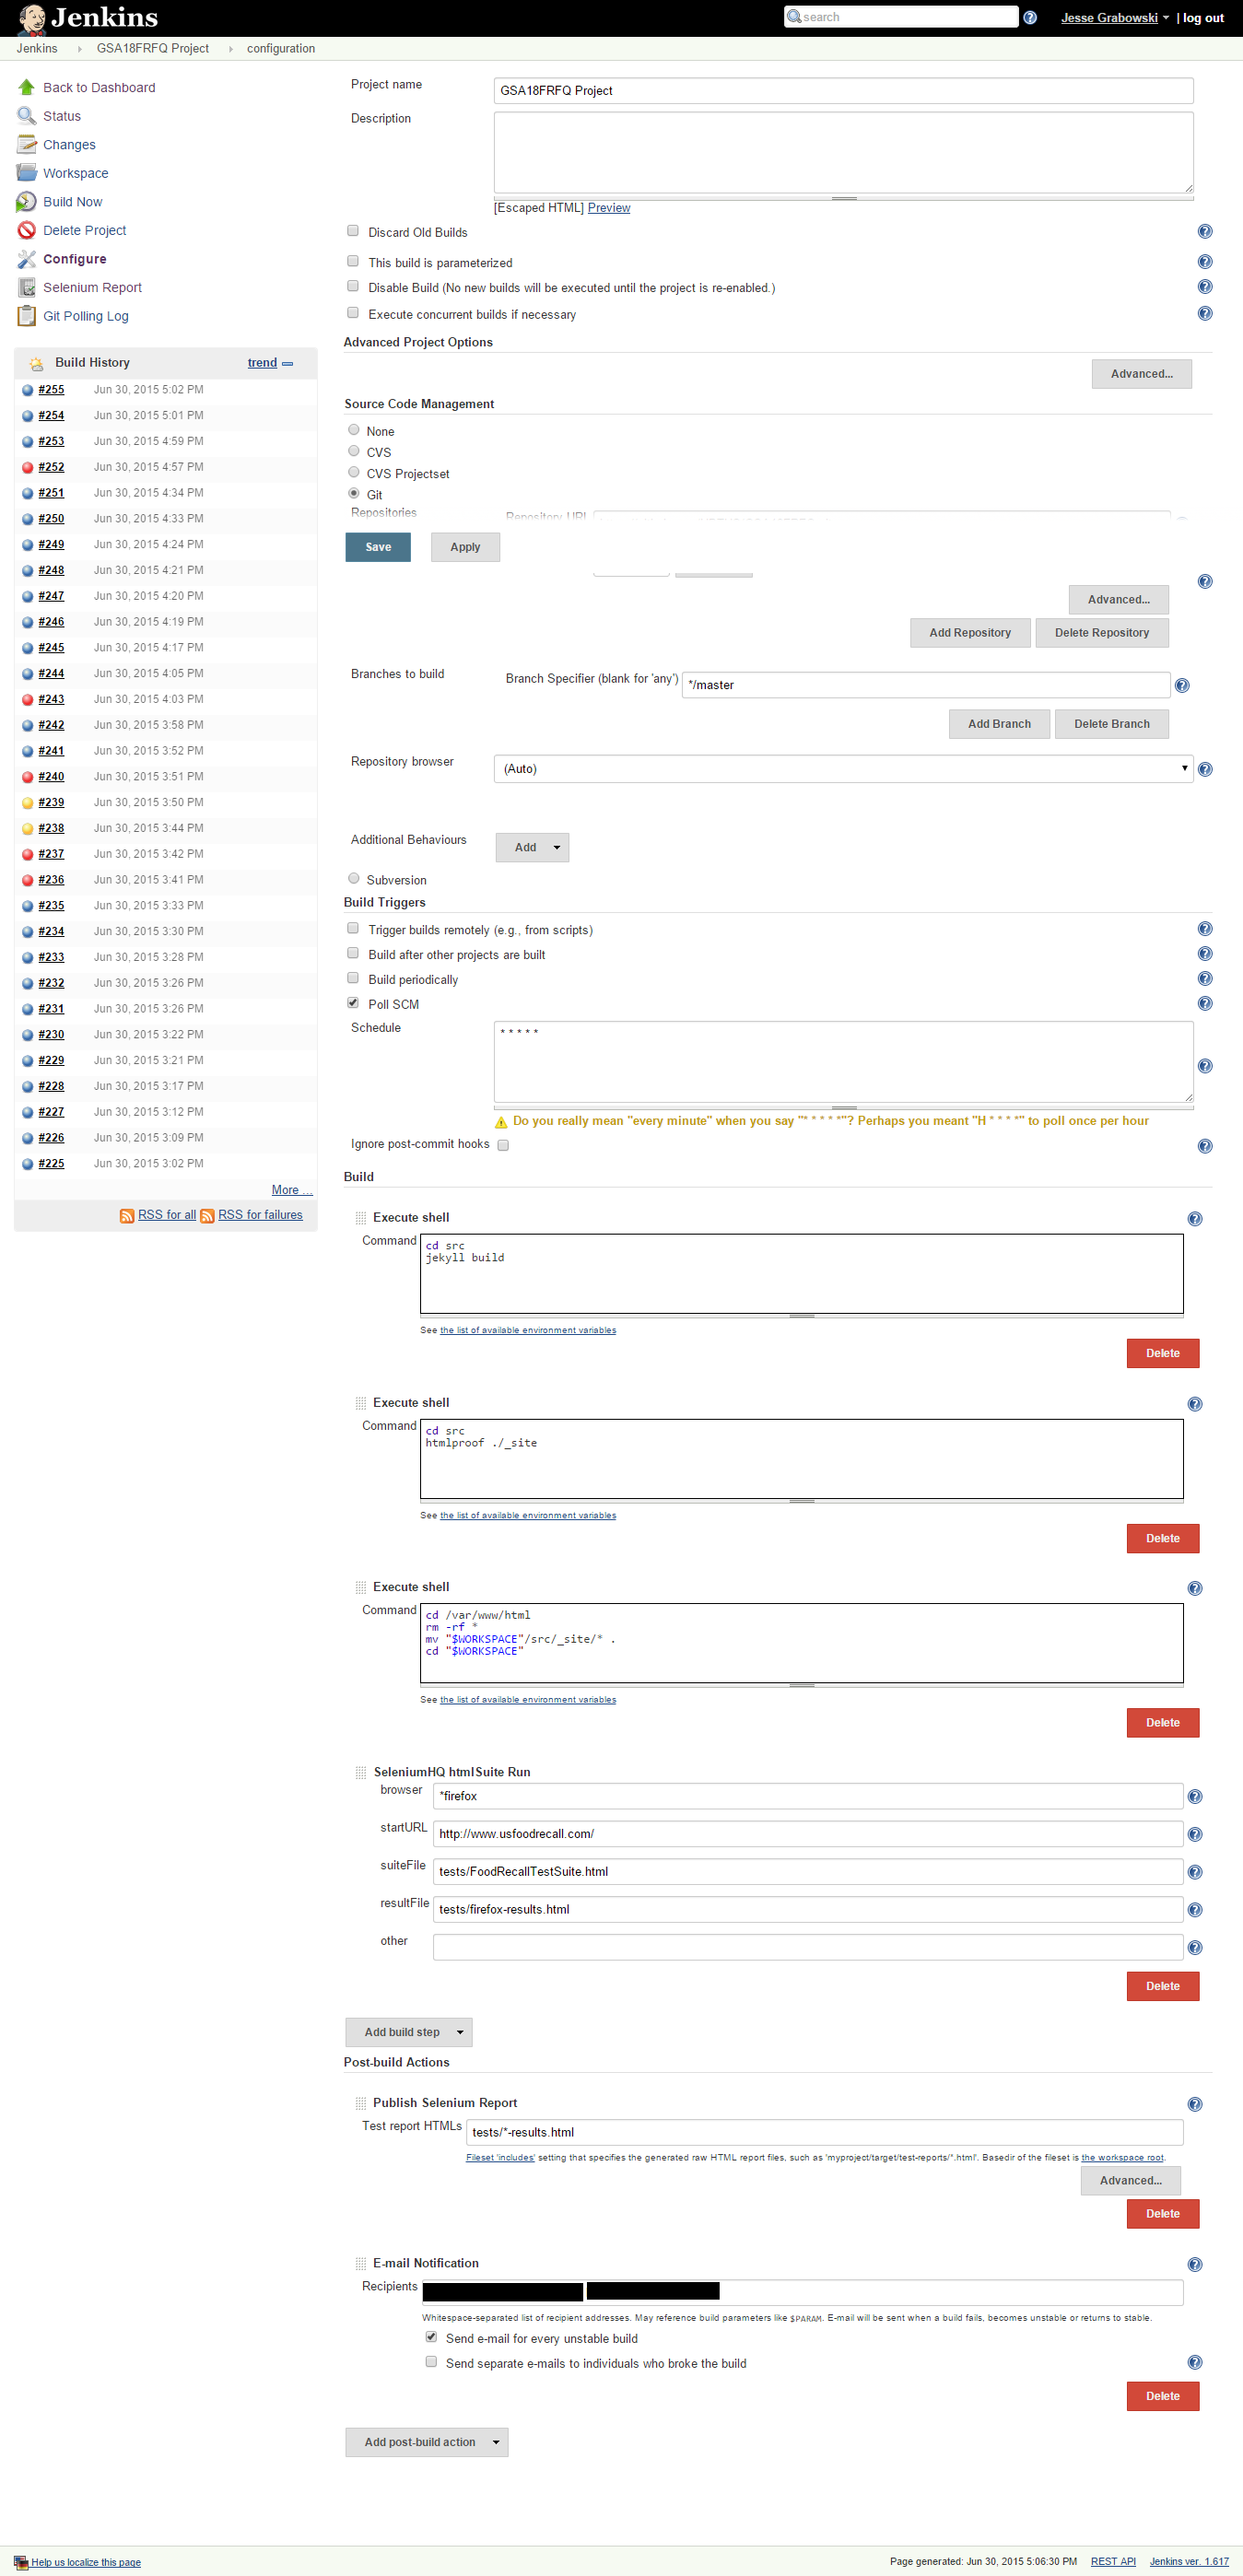 Jenkins
search
Jesse Grabowski | log out
Jenkins GSA18FRFQ Project configuration
Back to Dashboard
Status
Changes
Workspace
Build Now
Delete Project
Configure
Selenium Report
Git Polling Log
Build History trend
#255 Jun 30, 2015 5:02 PM
#254 Jun 30, 2015 5:01 PM
#253 Jun 30, 2015 4:59 PM
#252 Jun 30, 2015 4:57 PM
#251 Jun 30, 2015 4:34 PM
#250 Jun 30, 2015 4:33 PM
#249 Jun 30, 2015 4:24 PM
#248 Jun 30, 2015 4:21 PM
#247 Jun 30, 2015 4:20 PM
#246 Jun 30, 2015 4:19 PM
#245 Jun 30, 2015 4:17 PM
#244 Jun 30, 2015 4:05 PM
#243 Jun 30, 2015 4:03 PM
#242 Jun 30, 2015 3:58 PM
#241 Jun 30, 2015 3:52 PM
#240 Jun 30, 2015 3:51 PM
#239 Jun 30, 2015 3:50 PM
#238 Jun 30, 2015 3:44 PM
#237 Jun 30, 2015 3:42 PM
#236 Jun 30, 2015 3:41 PM
#235 Jun 30, 2015 3:33 PM
#234 Jun 30, 2015 3:30 PM
#233 Jun 30, 2015 3:28 PM
#232 Jun 30, 2015 3:26 PM
#231 Jun 30, 2015 3:26 PM
#230 Jun 30, 2015 3:22 PM
#229 Jun 30, 2015 3:21 PM
#228 Jun 30, 2015 3:17 PM
#227 Jun 30, 2015 3:12 PM
#226 Jun 30, 2015 3:09 PM
#225 Jun 30, 2015 3:02 PM
More ...
RSS for all RSS for failures
Project name GSA18FRFQ Project
Description
[Escaped HTML] Preview
Discard Old Builds
This build is parameterized
Disable Build (No new builds will be executed until the project is re-enabled.)
Execute concurrent builds if necessary
Advanced Project Options
Advanced...
Source Code Management
None
CVS
CVS Projectset
Git
Repositories Repository URL
Save Apply
Advanced...
Add Repository Delete Repository
Branches to build Branch Specifier (blank for 'any') */master
Add Branch Delete Branch
Repository browser (Auto)
Additional Behaviours Add
Subversion
Build Triggers
Trigger builds remotely (e.g., from scripts)
Build after other projects are built
Build periodically
Poll SCM
Schedule * * * * *
Do you really mean "every minute" when you say "* * * * *"? Perhaps you meant "H * * * *" to poll once per hour
Ignore post-commit hooks
Build
Execute shell
Command cd src
jekyll build
See the list of available environment variables
Delete
Execute shell
Command cd src
htmlproof ./_site
See the list of available environment variables
Delete
Execute shell
Command cd /var/www/html
rm -rf *
mv "$WORKSPACE"/src/_site/* .
cd "$WORKSPACE"
See the list of available environment variables
Delete
SeleniumHQ htmlSuite Run
browser *firefox
startURL http://www.usfoodrecall.com/
suiteFile tests/FoodRecallTestSuite.html
resultFile tests/firefox-results.html
other
Delete
Add build step
Post-build Actions
Publish Selenium Report
Test report HTMLs tests/*-results.html
Fileset 'includes' setting that specifies the generated raw HTML report files, such as 'myproject/target/test-reports/*.html'. Basedir of the fileset is the workspace root.
Advanced...
Delete
E-mail Notification
Recipients
Whitespace-separated list of recipient addresses. May reference build parameters like $PARAM. E-mail will be sent when a build fails, becomes unstable or returns to stable.
Send e-mail for every unstable build
Send separate e-mails to individuals who broke the build
Delete
Add post-build action
Help us localize this page
Page generated: Jun 30, 2015 5:06:30 PM REST API Jenkins ver. 1.617